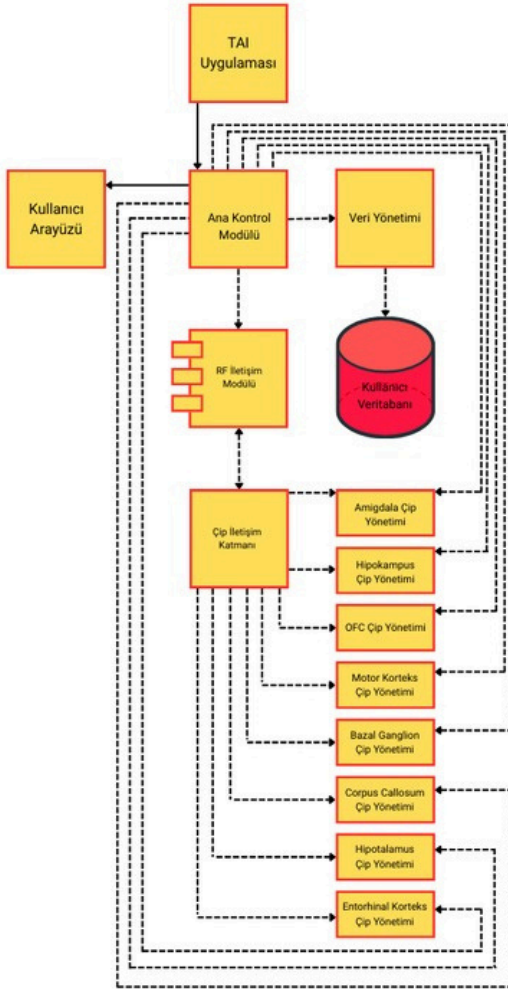 TAI
Uygulaması
Kullanıcı
Arayüzü
Ana Kontrol
Modülü
Veri Yönetimi
RF İletişim
Modülü
Kullanıcı
Veritabanı
Çip İletişim
Katmanı
Amigdala Çip
Yönetimi
Hipokampus
Çip Yönetimi
OFC Çip Yönetimi
Motor Korteks
Çip Yönetimi
Bazal Ganglion
Çip Yönetimi
Corpus Callosum
Çip Yönetimi
Hipotalamus
Çip Yönetimi
Entorhinal Korteks
Çip Yönetimi